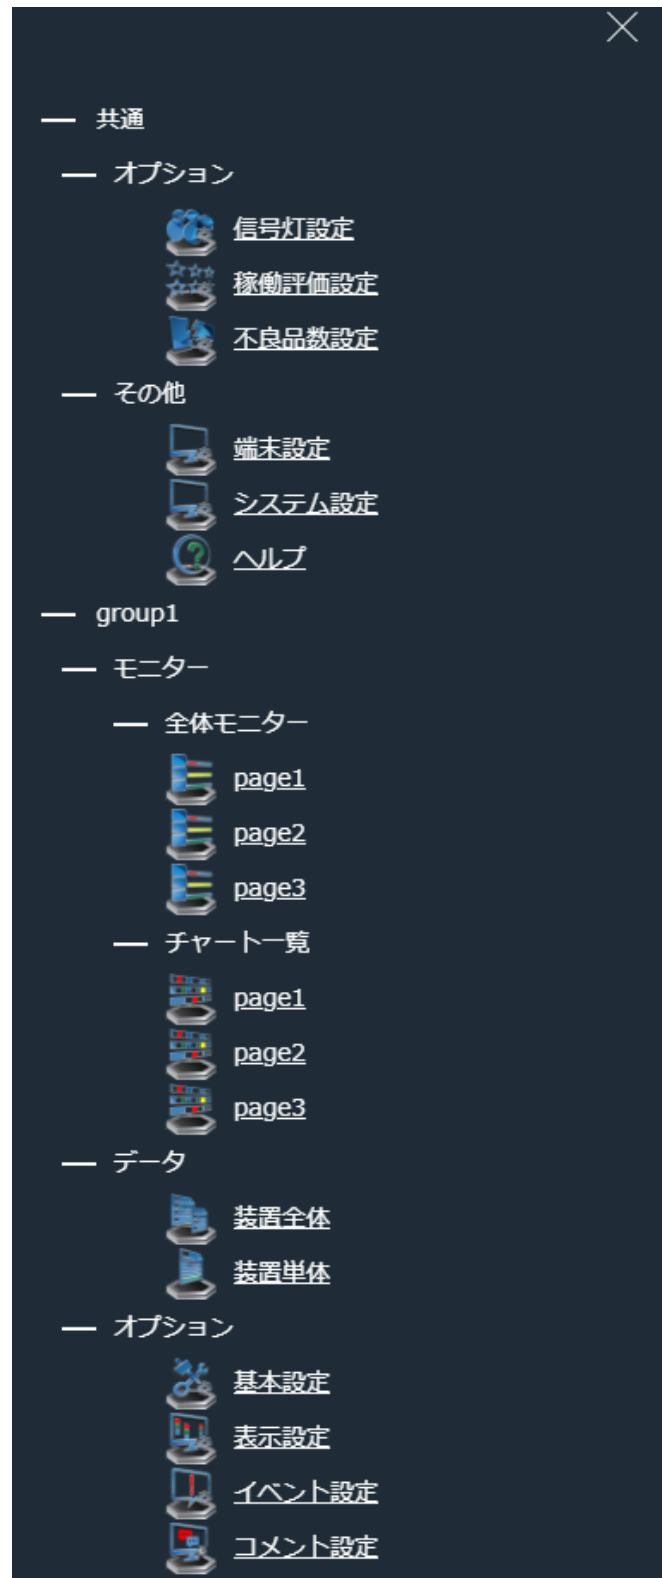 共通
オプション
信号灯設定
稼働評価設定
不良品数設定
その他
端末設定
システム設定
ヘルプ
group1
モニター
全体モニター
page1
page2
page3
チャート一覧
page1
page2
page3
データ
装置全体
装置単体
オプション
基本設定
表示設定
イベント設定
コメント設定